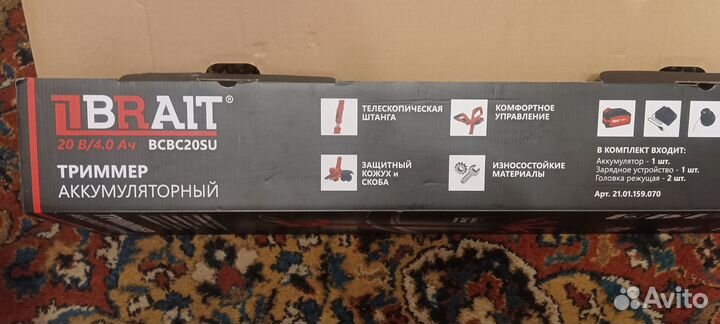 BRAIT®
20 В/4.0 Ач BCBC20SU
ТРИММЕР
АККУМУЛЯТОРНЫЙ
ТЕЛЕСКОПИЧЕСКАЯ
ШТАНГА
КОМФОРТНОЕ
УПРАВЛЕНИЕ
ЗАЩИТНЫЙ
КОЖУХ и
СКОБА
ИЗНОСОСТОЙКИЕ
МАТЕРИАЛЫ
В КОМПЛЕКТ ВХОДИТ:
Аккумулятор - 1 шт.
Зарядное устройство - 1 шт.
Головка режущая - 2 шт.
Арт. 21.01.159.070
Avito